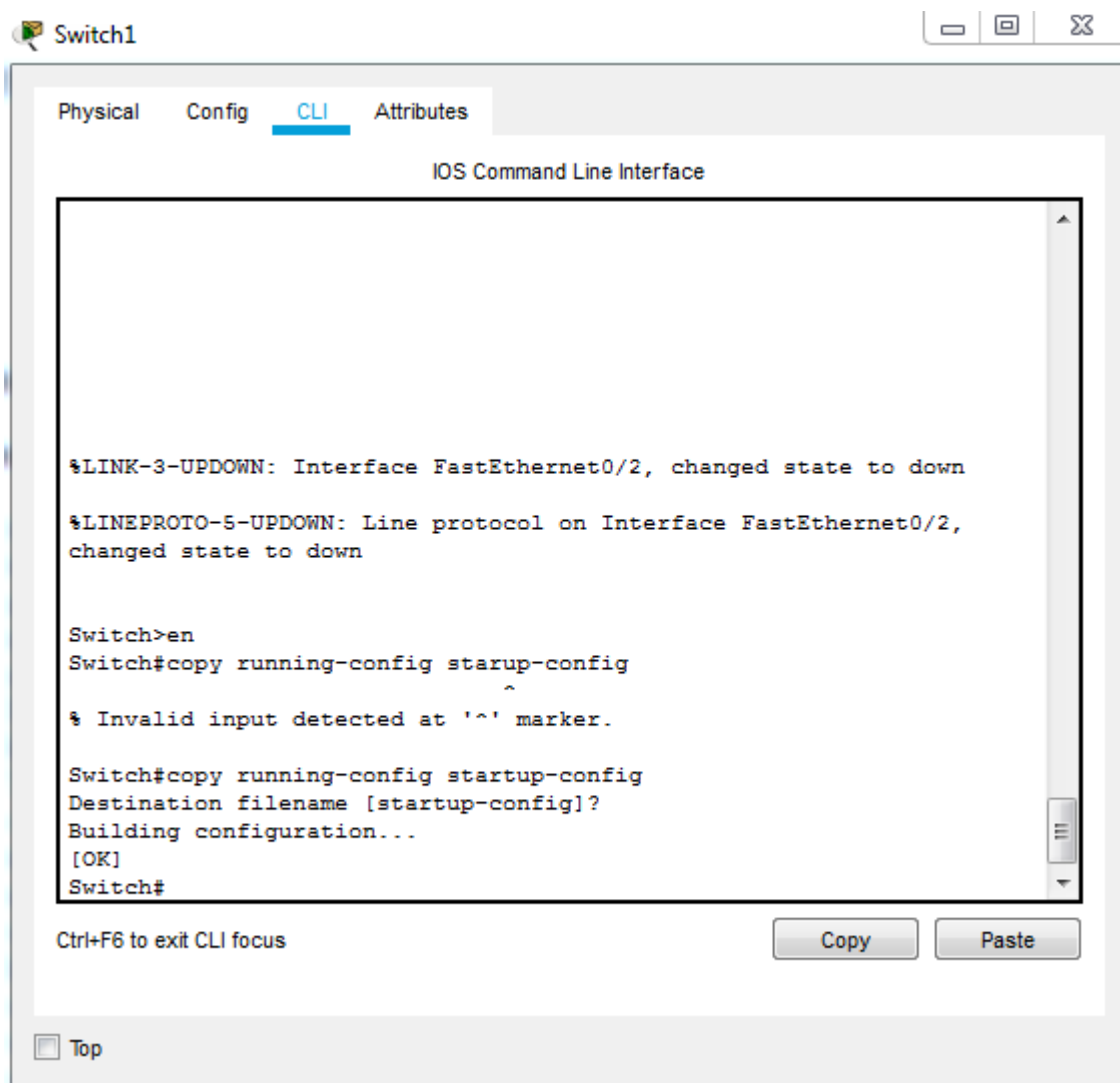 Switch1
Physical Config CLI Attributes
IOS Command Line Interface
%LINK-3-UPDOWN: Interface FastEthernet0/2, changed state to down
%LINEPROTO-5-UPDOWN: Line protocol on Interface FastEthernet0/2,
changed state to down
Switch>en
Switch#copy running-config starup-config
^
% Invalid input detected at '^' marker.
Switch#copy running-config startup-config
Destination filename [startup-config]?
Building configuration...
[OK]
Switch#
Ctrl+F6 to exit CLI focus
Copy Paste
Top